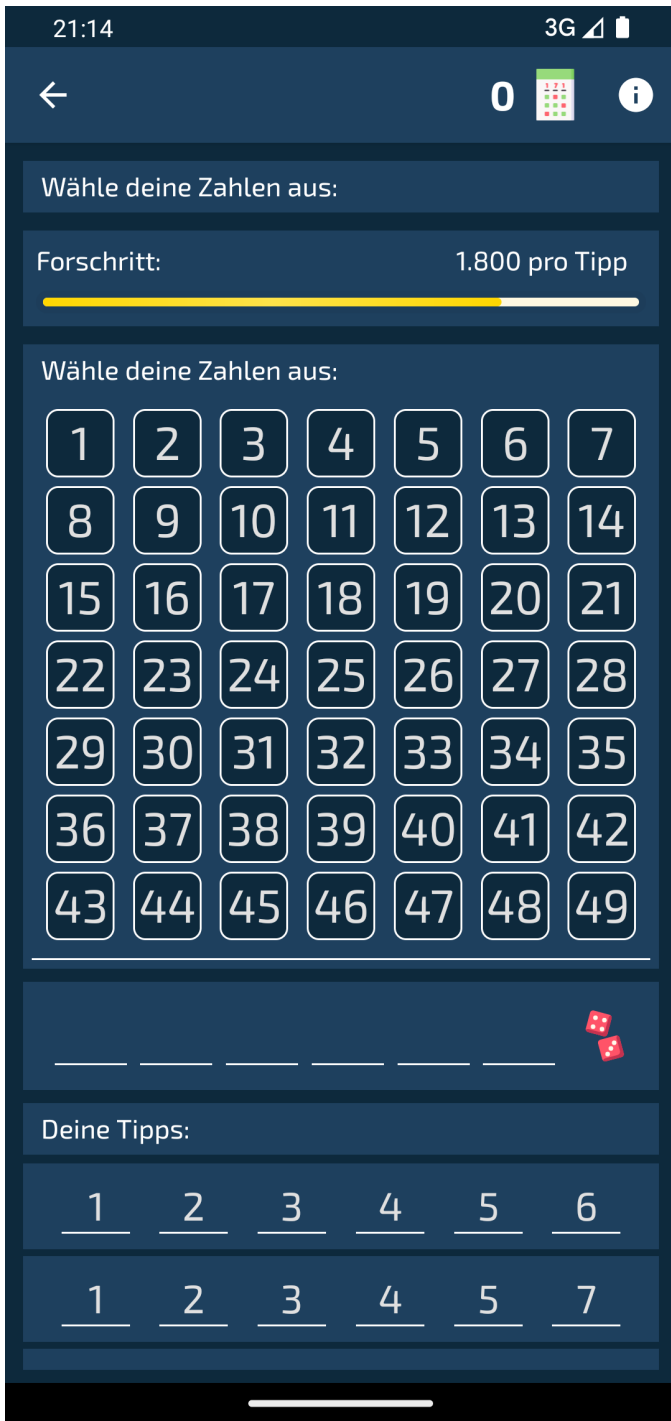 21:14 3G
0
Wähle deine Zahlen aus:
Forschritt: 1.800 pro Tipp
Wähle deine Zahlen aus:
1 2 3 4 5 6 7
8 9 10 11 12 13 14
15 16 17 18 19 20 21
22 23 24 25 26 27 28
29 30 31 32 33 34 35
36 37 38 39 40 41 42
43 44 45 46 47 48 49
Deine Tipps:
1 2 3 4 5 6
1 2 3 4 5 7